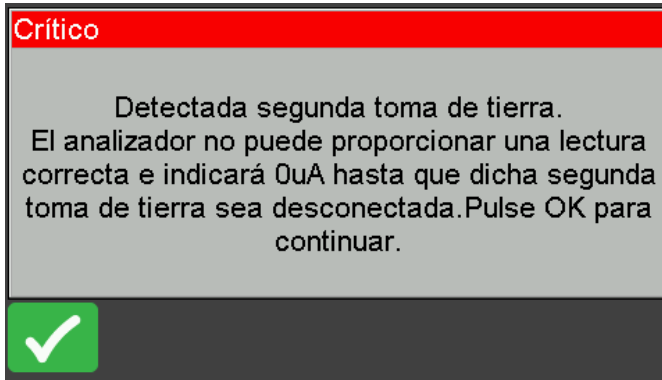 Crítico
Detectada segunda toma de tierra.
El analizador no puede proporcionar una lectura
correcta e indicará 0uA hasta que dicha segunda
toma de tierra sea desconectada.Pulse OK para
continuar.